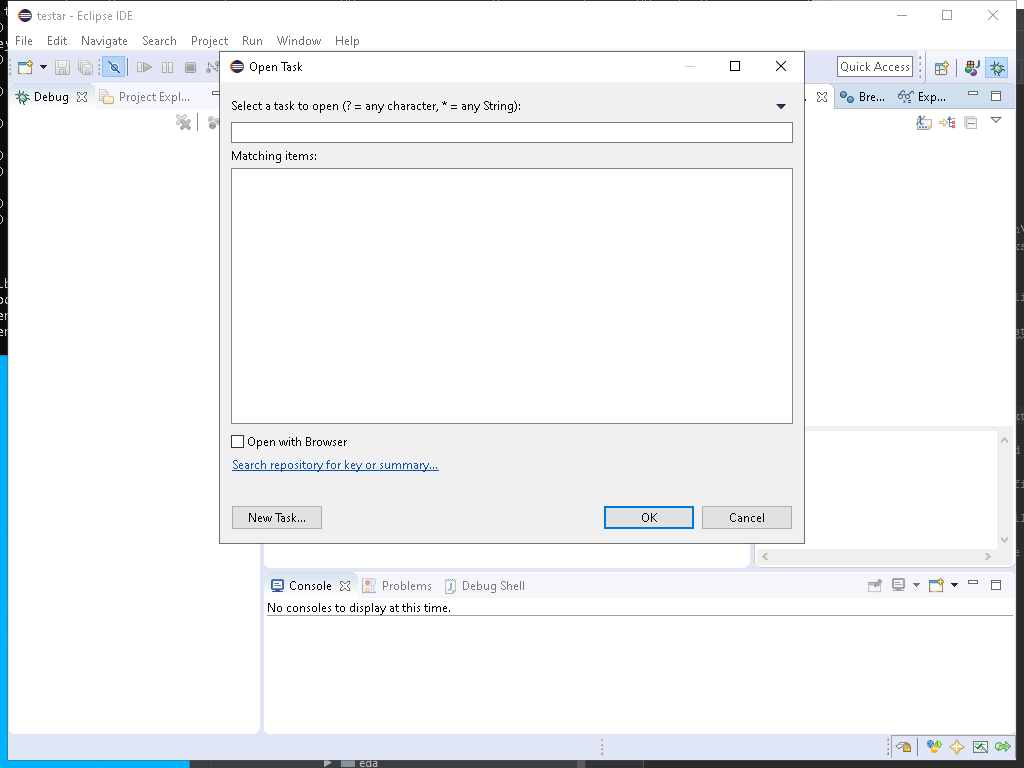 testar - Eclipse IDE
File Edit Navigate Search Project Run Window Help
Quick Access
Debug Project Expl... Bre... Exp...
Open Task
Select a task to open (? = any character, * = any String):
Matching items:
Open with Browser
Search repository for key or summary...
New Task... OK Cancel
Console Problems Debug Shell
No consoles to display at this time.
eda